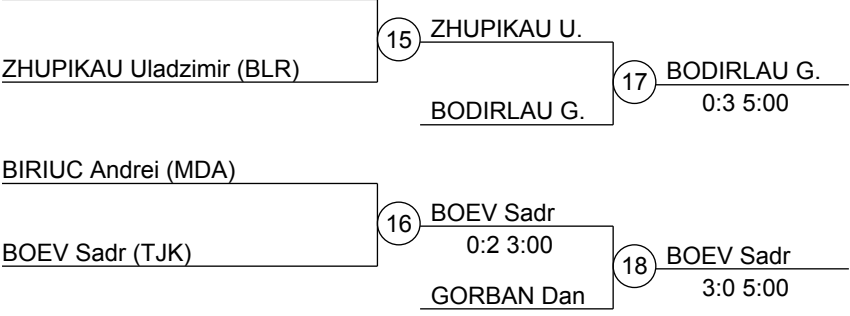 15
ZHUPIKAU U.
ZHUPIKAU Uladzimir (BLR)
17
BODIRLAU G.
0:3 5:00
BODIRLAU G.
BIRIUC Andrei (MDA)
16
BOEV Sadr
0:2 3:00
BOEV Sadr (TJK)
18
BOEV Sadr
3:0 5:00
GORBAN Dan